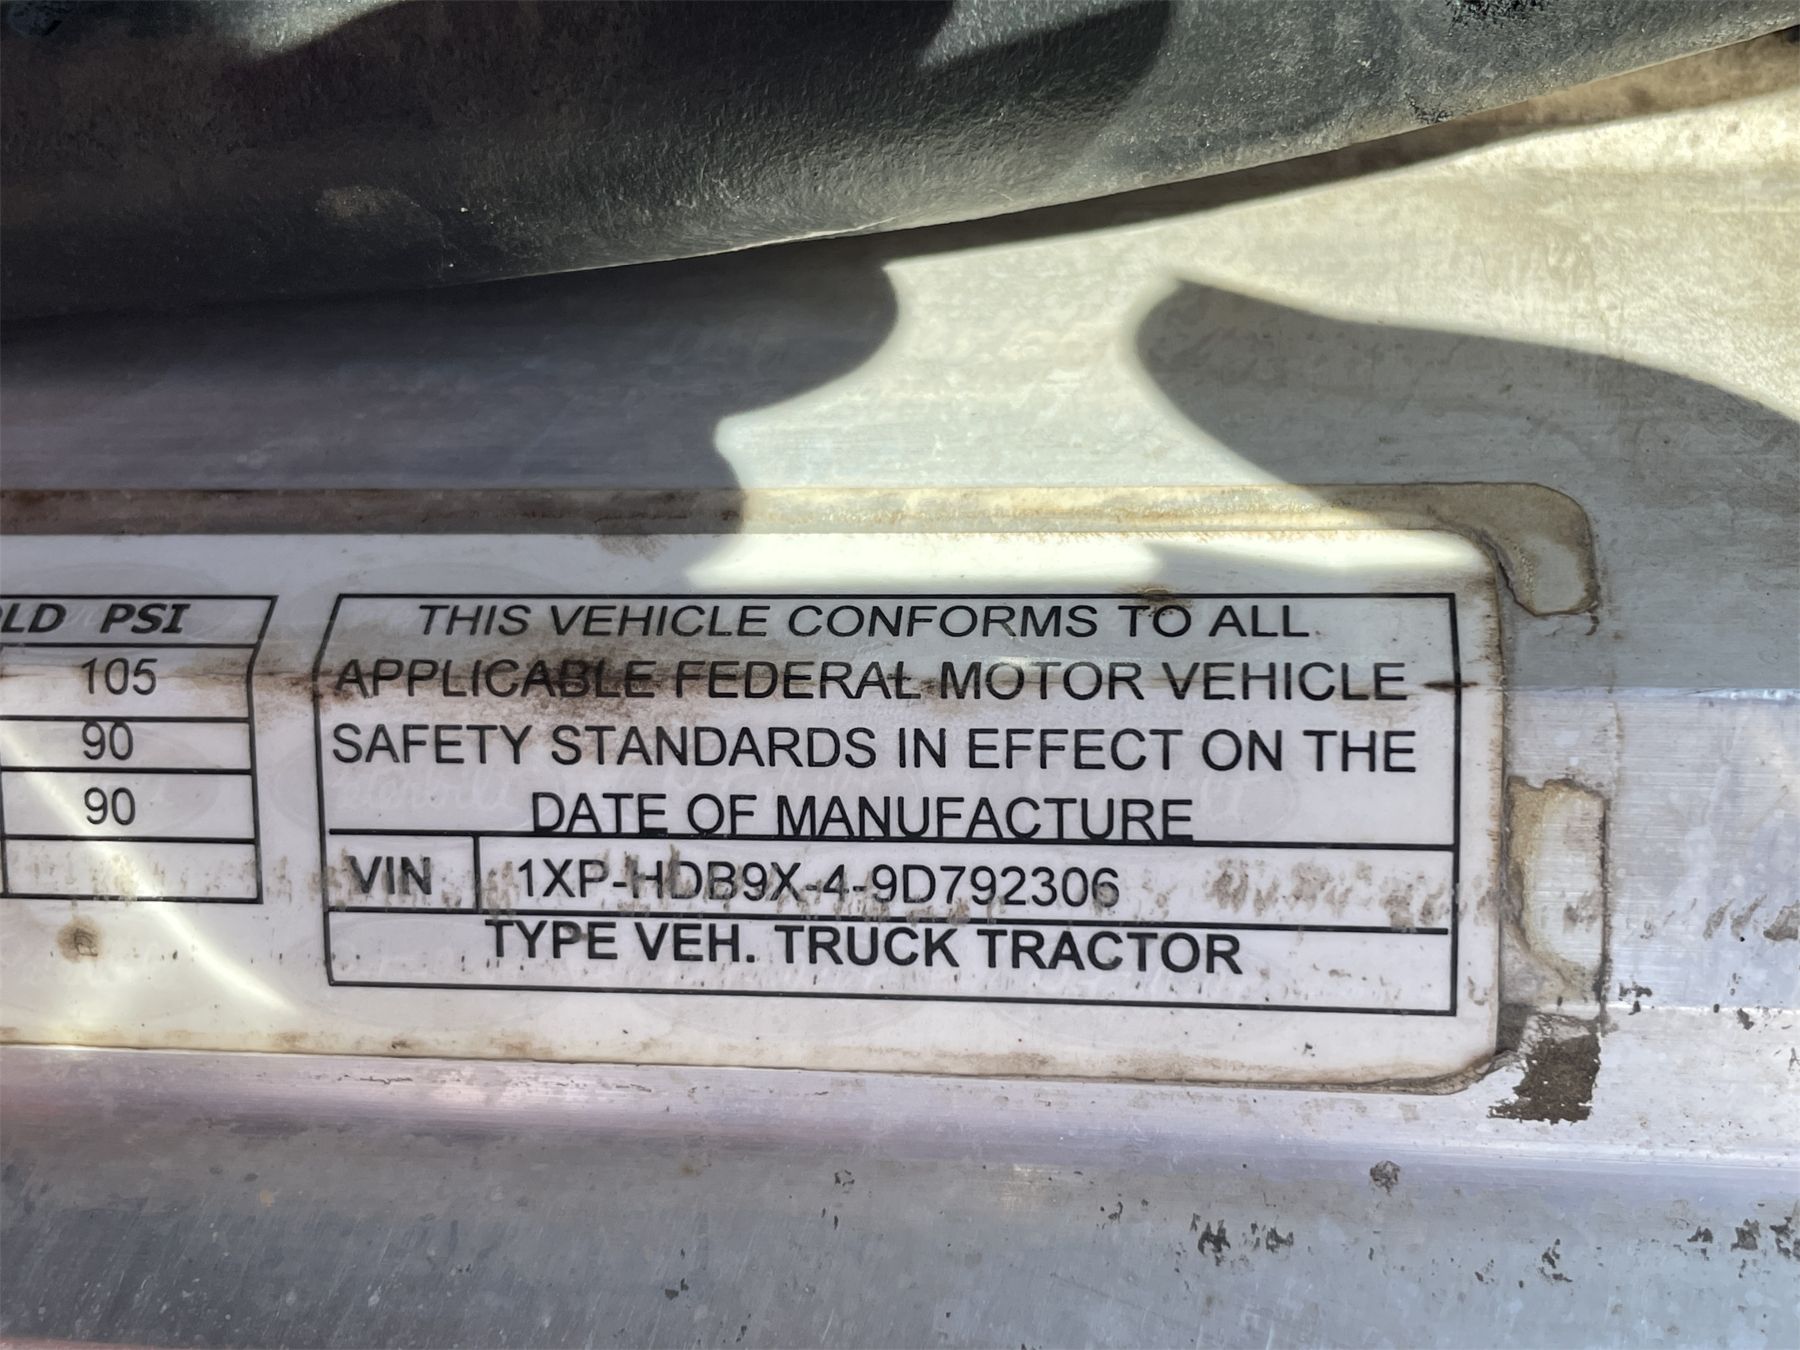 LD PSI
105
90
90
THIS VEHICLE CONFORMS TO ALL
APPLICABLE FEDERAL MOTOR VEHICLE
SAFETY STANDARDS IN EFFECT ON THE
DATE OF MANUFACTURE
VIN 1XP-HDB9X-4-9D792306
TYPE VEH. TRUCK TRACTOR